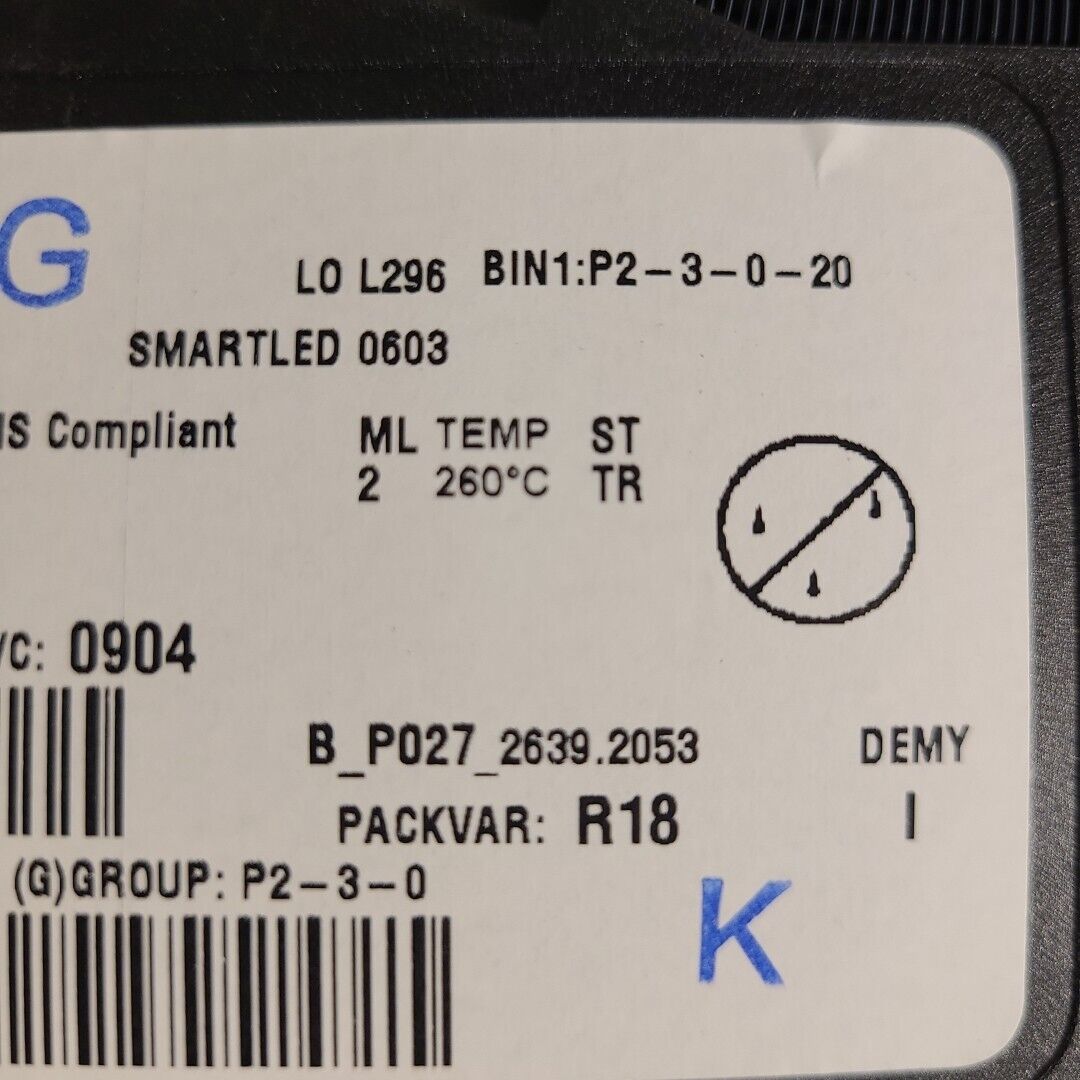 G
LO L296 BIN1:P2-3-0-20
SMARTLED 0603
S Compliant
ML TEMP ST
2 260°C TR
/C: 0904
B_P027_2639.2053 DEMY
PACKVAR: R18 I
(G)GROUP: P2-3-0
K